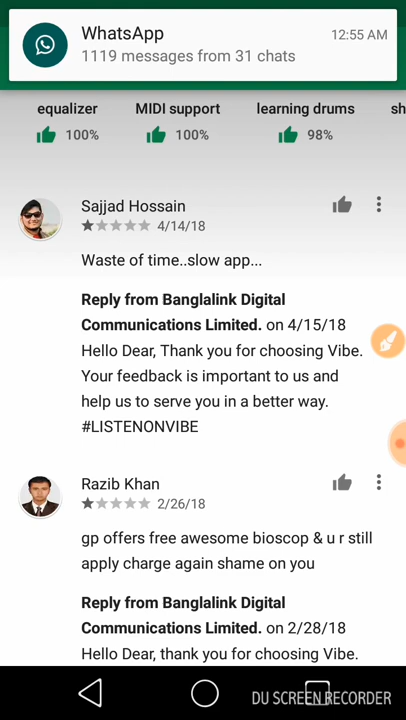 WhatsApp 12:55 AM
1119 messages from 31 chats
equalizer MIDI support learning drums sh
100% 100% 98%
Sajjad Hossain
4/14/18
Waste of time..slow app...
Reply from Banglalink Digital
Communications Limited. on 4/15/18
Hello Dear, Thank you for choosing Vibe.
Your feedback is important to us and
help us to serve you in a better way.
#LISTENONVIBE
Razib Khan
2/26/18
gp offers free awesome bioscop & u r still
apply charge again shame on you
Reply from Banglalink Digital
Communications Limited. on 2/28/18
Hello Dear, thank you for choosing Vibe.
DU SCREEN RECORDER